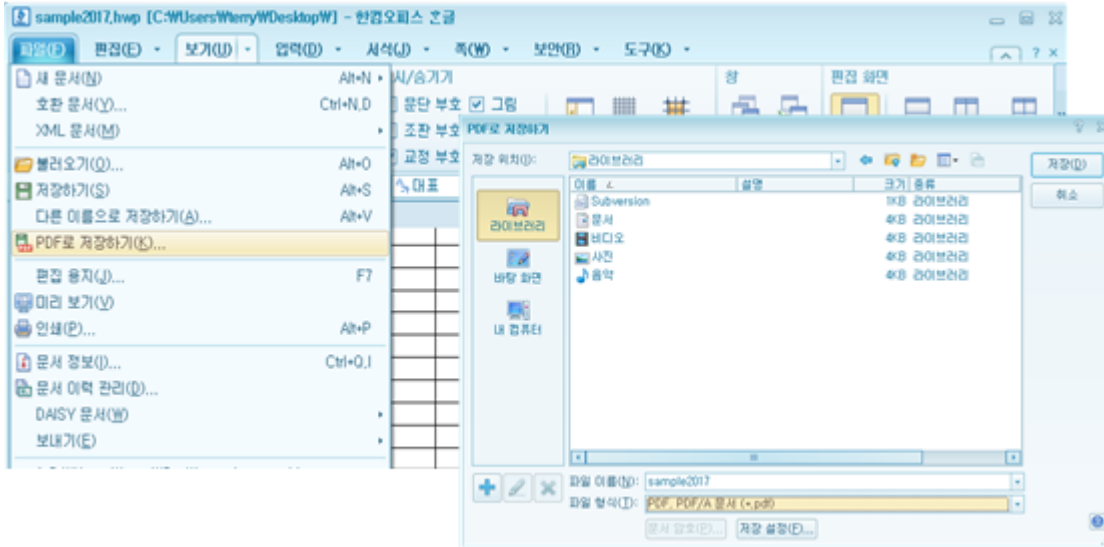 sample2017.hwp [C:\Users\terry\Desktop\] - 한컴오피스 흔글
파일(F) 편집(E) 보기(U) 입력(D) 서식(J) 쪽(W) 보안(B) 도구(K) ?
새 문서(N) Alt+N
호환 문서(Y)... Ctrl+N,D
XML 문서(M)
불러오기(O)... Alt+O
저장하기(S) Alt+S
다른 이름으로 저장하기(A)... Alt+V
PDF로 저장하기(K)...
편집 용지(J)... F7
미리 보기(V)
인쇄(P)... Alt+P
문서 정보(I)... Ctrl+Q,I
문서 이력 관리(D)...
DAISY 문서(W)
보내기(E)
시/숨기기 창 편집 화면
문단 부호 그림
조판 부호
교정 부호
대표
PDF로 저장하기
저장 위치(I): 라이브러리 저장(D)
취소
라이브러리
바탕 화면
내 컴퓨터
이름 설명 크기 종류
Subversion 1KB 라이브러리
문서 4KB 라이브러리
비디오 4KB 라이브러리
사진 4KB 라이브러리
음악 4KB 라이브러리
파일 이름(N): sample2017
파일 형식(T): PDF, PDF/A 문서 (*.pdf)
문서 암호(P)... 저장 설정(F)...